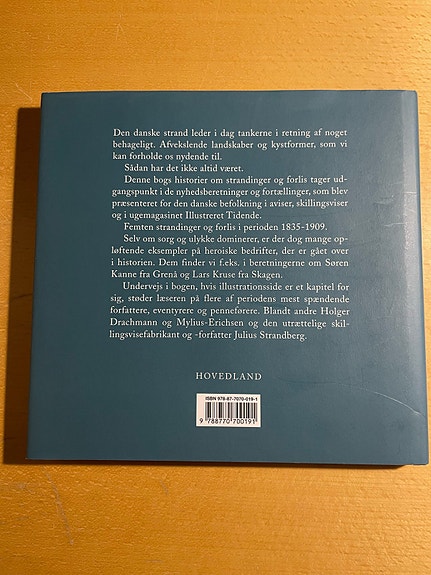 Den danske strand leder i dag tankerne i retning af noget
behageligt. Afvekslende landskaber og kystformer, som vi
kan forholde os nydende til.
Sådan har det ikke altid været.
Denne bogs historier om strandinger og forlis tager ud-
gangspunkt i de nyhedsberetninger og fortællinger, som blev
præsenteret for den danske befolkning i aviser, skillingsviser
og i ugemagasinet Illustreret Tidende.
Femten strandinger og forlis i perioden 1835-1909.
Selv om sorg og ulykke dominerer, er der dog mange op-
løftende eksempler på heroiske bedrifter, der er gået over
i historien. Dem finder vi f.eks. i beretningerne om Søren
Kanne fra Grenå og Lars Kruse fra Skagen.
Undervejs i bogen, hvis illustrationsside er et kapitel for
sig, støder læseren på flere af periodens mest spændende
forfattere, eventyrere og penneførere. Blandt andre Holger
Drachmann og Mylius-Erichsen og den utrættelige skil-
lingsvisefabrikant og -forfatter Julius Strandberg.
HOVEDLAND
ISBN 978-87-7070-019-1
9 788770 700191